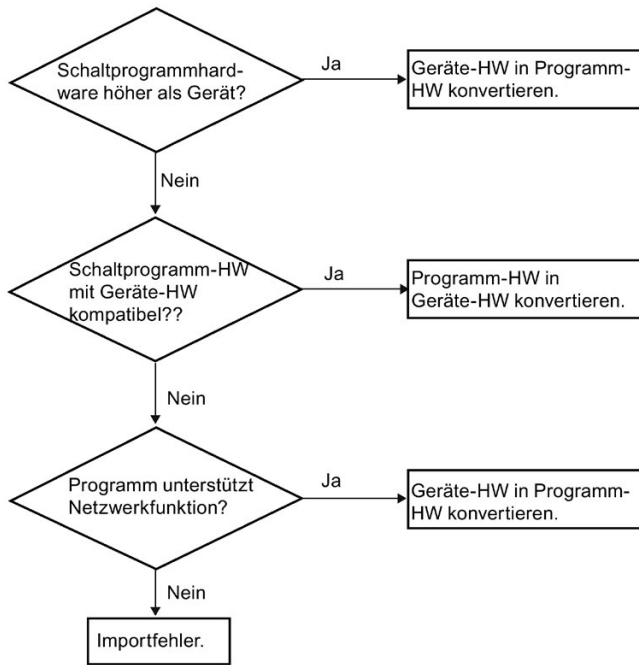 Schaltprogrammhard-
ware höher als Gerät?
Ja
Geräte-HW in Programm-
HW konvertieren.
Nein
Schaltprogramm-HW
mit Geräte-HW
kompatibel??
Ja
Programm-HW in
Geräte-HW konvertieren.
Nein
Programm unterstützt
Netzwerkfunktion?
Ja
Geräte-HW in Programm-
HW konvertieren.
Nein
Importfehler.